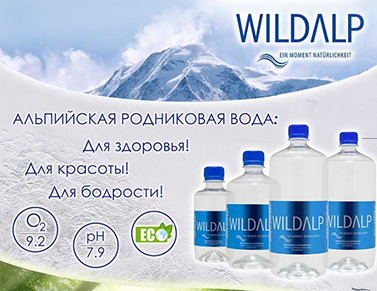 WILDALP
EIN MOMENT NATÜRLICHKEIT
АЛЬПИЙСКАЯ РОДНИКОВАЯ ВОДА:
Для здоровья!
Для красоты!
Для бодрости!
O2
9.2
pH
7.9
ECO
WILDALP
WILDALP
WILDALP
WILDALP